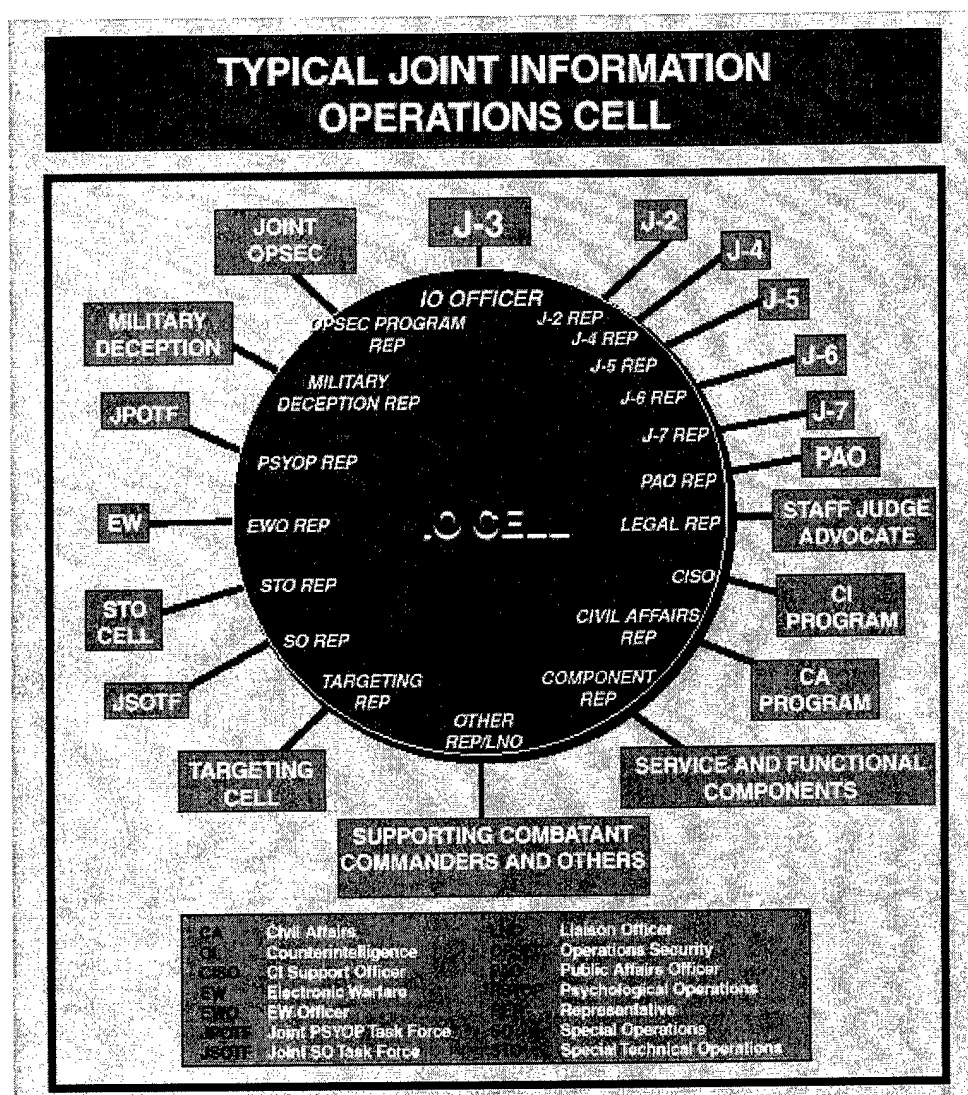 TYPICAL JOINT INFORMATION
OPERATIONS CELL
JOINT
OPSEC
J-3
J-2
J-4
J-5
J-6
J-7
PAO
STAFF JUDGE
ADVOCATE
CI
PROGRAM
CA
PROGRAM
SERVICE AND FUNCTIONAL
COMPONENTS
SUPPORTING COMBATANT
COMMANDERS AND OTHERS
TARGETING
CELL
JSOTF
STO
CELL
EW
JPOTF
MILITARY
DECEPTION
IO OFFICER
J-2 REP
J-4 REP
J-5 REP
J-6 REP
J-7 REP
PAO REP
LEGAL REP
CISO
CIVIL AFFAIRS
REP
COMPONENT
REP
OTHER
REP/LNO
TARGETING
REP
SO REP
STO REP
EWO REP
PSYOP REP
MILITARY
DECEPTION REP
OPSEC PROGRAM
REP
IO CELL
CA Civil Affairs
CI Counterintelligence
CISO CI Support Officer
EW Electronic Warfare
EWO EW Officer
JPOTF Joint PSYOP Task Force
JSOTF Joint SO Task Force
Liaison Officer
Operations Security
Public Affairs Officer
Psychological Operations
Representative
Special Operations
Special Technical Operations